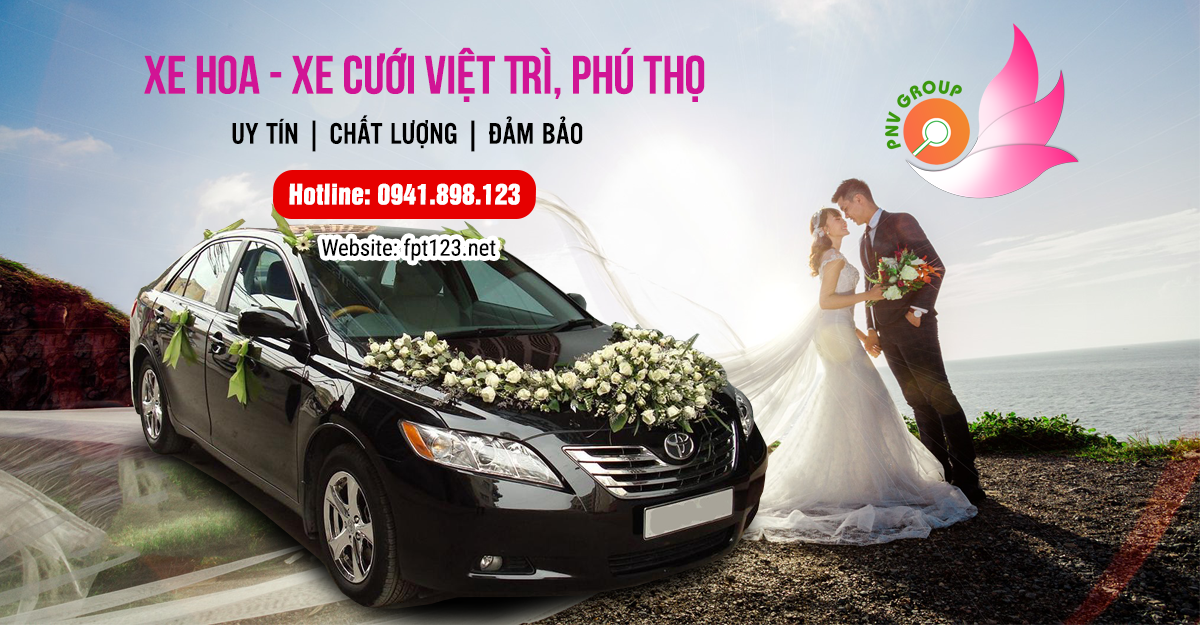 XE HOA - XE CƯỚI VIỆT TRÌ, PHÚ THỌ
UY TÍN | CHẤT LƯỢNG | ĐẢM BẢO
Hotline: 0941.898.123
Website: fpt123.net
PNV GROUP